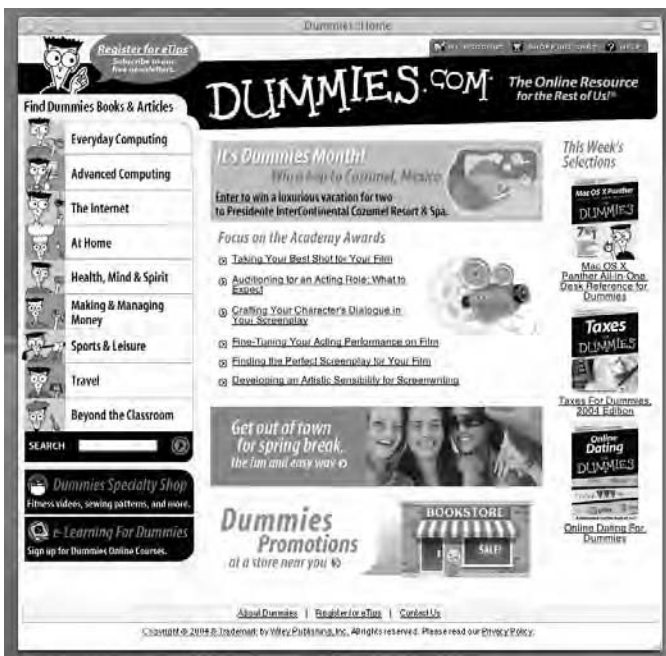 Dummies::Home
Register for eTips
Subscribe to our
free newsletters.
MY ACCOUNT SHOPPING CART ? HELP
DUMMIES.COM
The Online Resource
for the Rest of Us!
Find Dummies Books & Articles
Everyday Computing
Advanced Computing
The Internet
At Home
Health, Mind & Spirit
Making & Managing
Money
Sports & Leisure
Travel
Beyond the Classroom
SEARCH
Dummies Specialty Shop
Fitness videos, sewing patterns, and more.
e-Learning For Dummies
Sign up for Dummies Online Courses.
It's Dummies Month!
Win a trip to Cozumel, Mexico
Enter to win a luxurious vacation for two
to Presidente InterContinental Cozumel Resort & Spa.
Focus on the Academy Awards
Taking Your Best Shot for Your Film
Auditioning for an Acting Role: What to
Expect
Crafting Your Character's Dialogue in
Your Screenplay
Fine-Tuning Your Acting Performance on Film
Finding the Perfect Screenplay for Your Film
Developing an Artistic Sensibility for Screenwriting
Get out of town
for spring break,
the fun and easy way
Dummies
Promotions
at a store near you
BOOKSTORE
SALE!
This Week's
Selections
Mac OS X Panther
DUMMIES
7 in 1
Mac OS X
Panther All-in-One
Desk Reference for
Dummies
Taxes
DUMMIES
Taxes For Dummies,
2004 Edition
Online
Dating
DUMMIES
Online Dating For
Dummies
About Dummies | Register for eTips | Contact Us
Copyright © 2004 & Trademark by Wiley Publishing, Inc. All rights reserved. Please read our Privacy Policy.